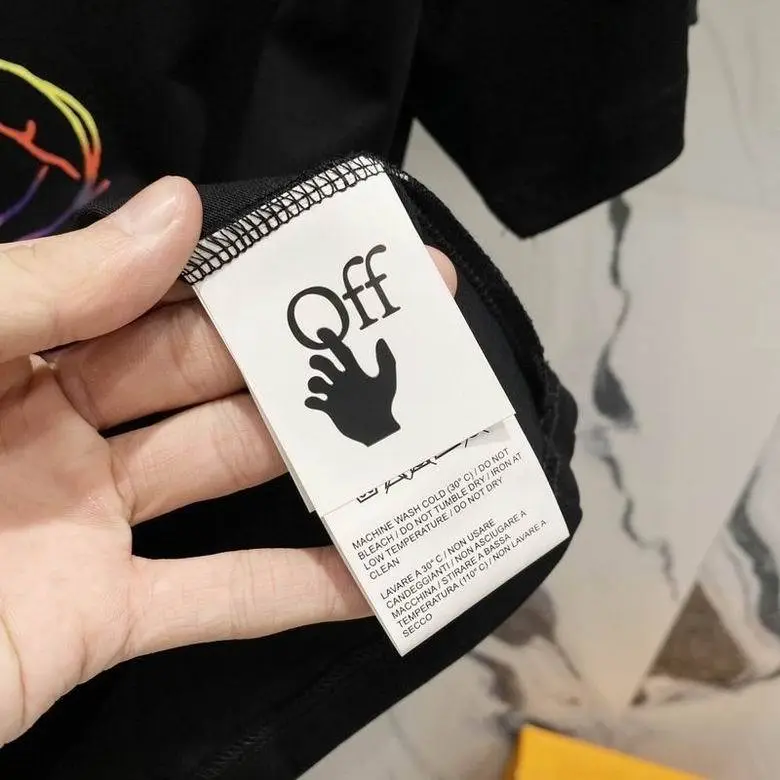 Off
MACHINE WASH COLD (30° C) / DO NOT
BLEACH / DO NOT TUMBLE DRY / IRON AT
LOW TEMPERATURE / DO NOT DRY
CLEAN
LAVARE A 30° C / NON USARE
CANDEGGIANTI / NON ASCIUGARE A
MACCHINA / STIRARE A BASSA
TEMPERATURA (110° C) / NON LAVARE A
SECCO